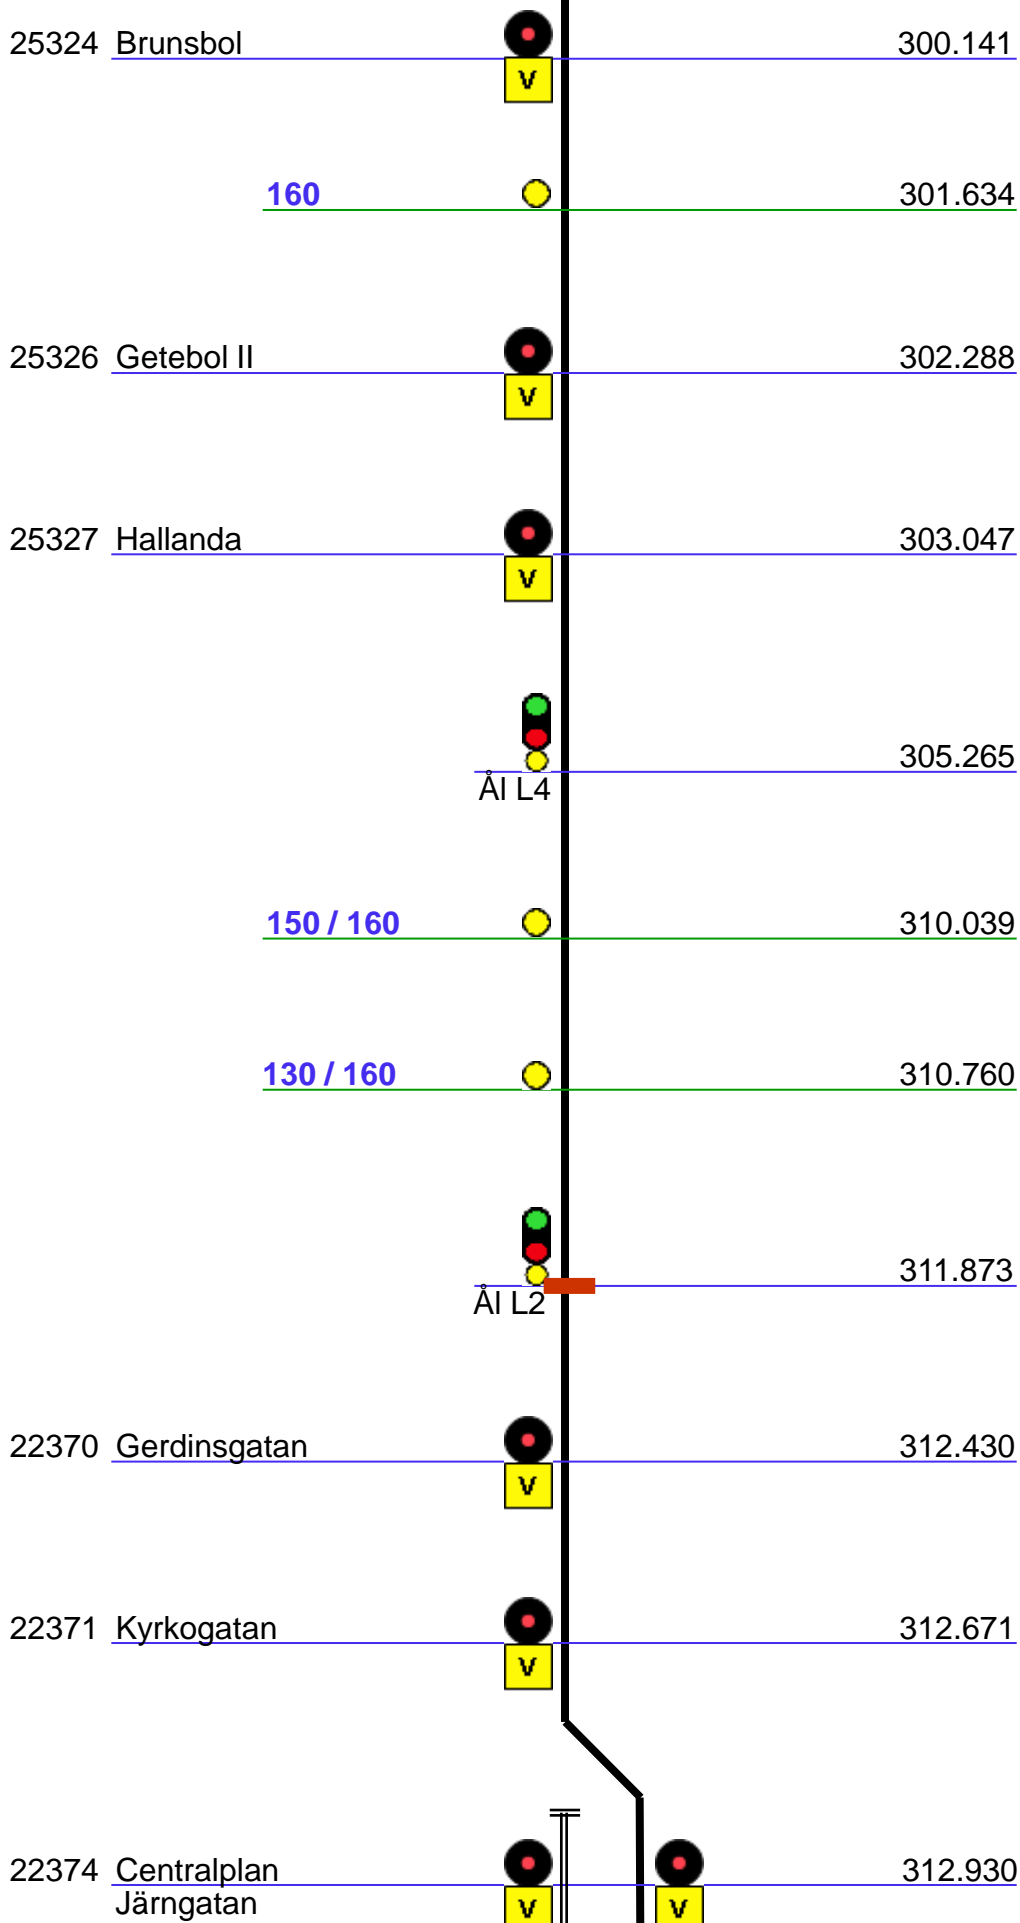 25324 Brunsbol 300.141
V
160 301.634
25326 Getebol II 302.288
V
25327 Hallanda 303.047
V
305.265
Ål L4
150 / 160 310.039
130 / 160 310.760
311.873
Ål L2
22370 Gerdinsgatan 312.430
V
22371 Kyrkogatan 312.671
V
22374 Centralplan 312.930
Järngatan V V